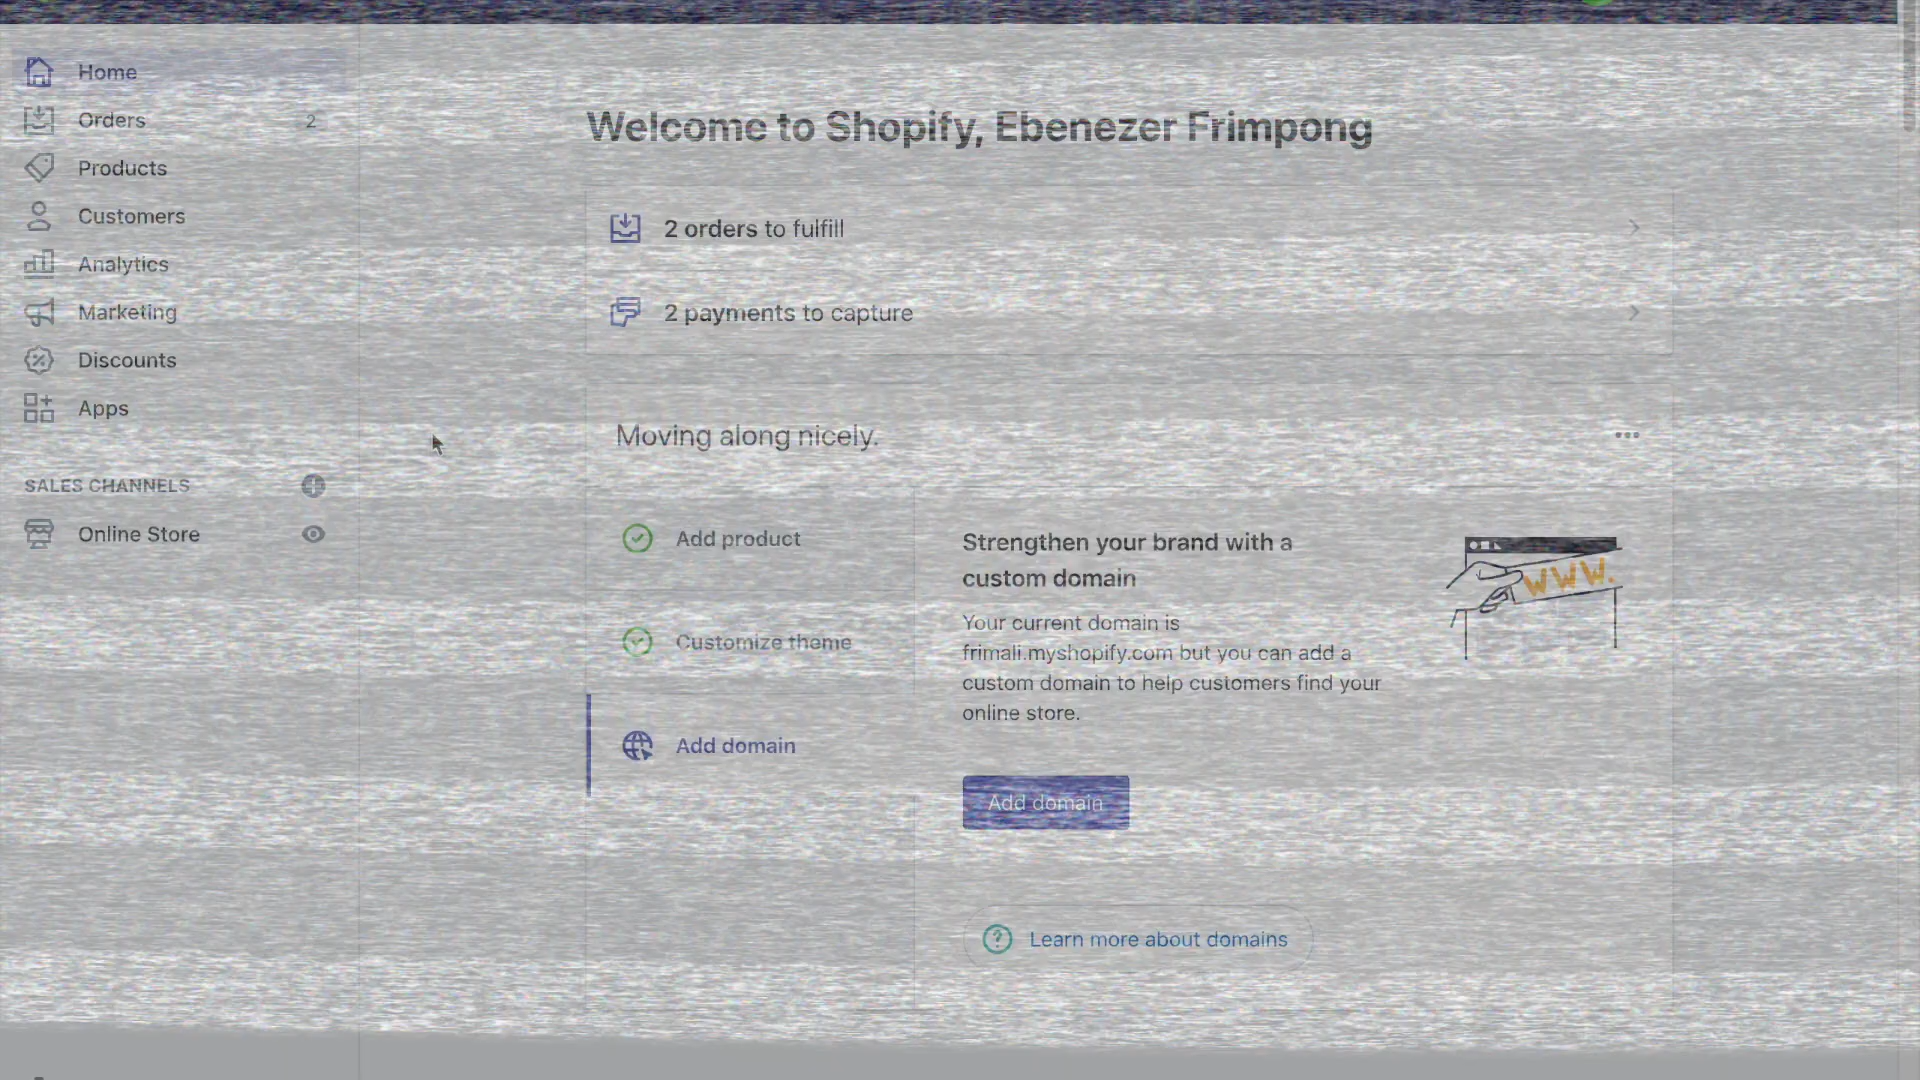 Home
Orders 2
Products
Customers
Analytics
Marketing
Discounts
Apps
SALES CHANNELS
Online Store
Welcome to Shopify, Ebenezer Frimpong
2 orders to fulfill
2 payments to capture
Moving along nicely.
Add product
Customize theme
Add domain
Strengthen your brand with a
custom domain
Your current domain is
frimali.myshopify.com but you can add a
custom domain to help customers find your
online store.
www.
Add domain
Learn more about domains